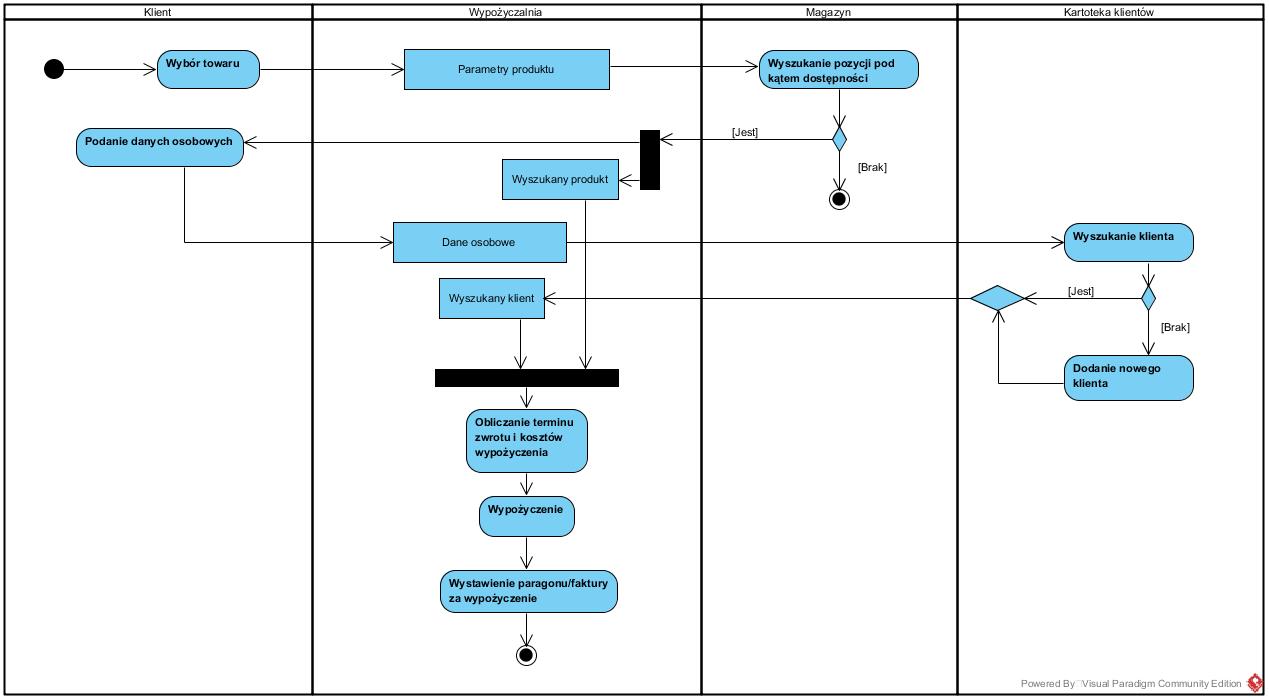 Klient
Wypożyczalnia
Magazyn
Kartoteka klientów
Wybór towaru
Parametry produktu
Wyszukanie pozycji pod
kątem dostępności
[Jest]
Podanie danych osobowych
[Brak]
Wyszukany produkt
Dane osobowe
Wyszukanie klienta
Wyszukany klient
[Jest]
[Brak]
Dodanie nowego
klienta
Obliczanie terminu
zwrotu i kosztów
wypożyczenia
Wypożyczenie
Wystawienie paragonu/faktury
za wypożyczenie
Powered By Visual Paradigm Community Edition